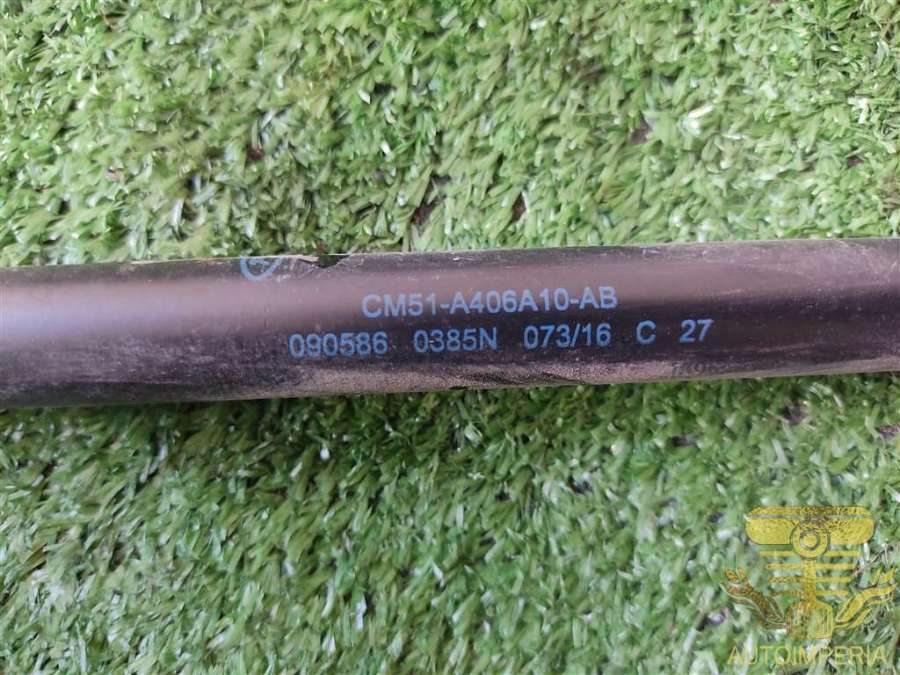 CM51-A406A10-AB
090586 0385N 073/16 C 27
AUTOIMPERIA